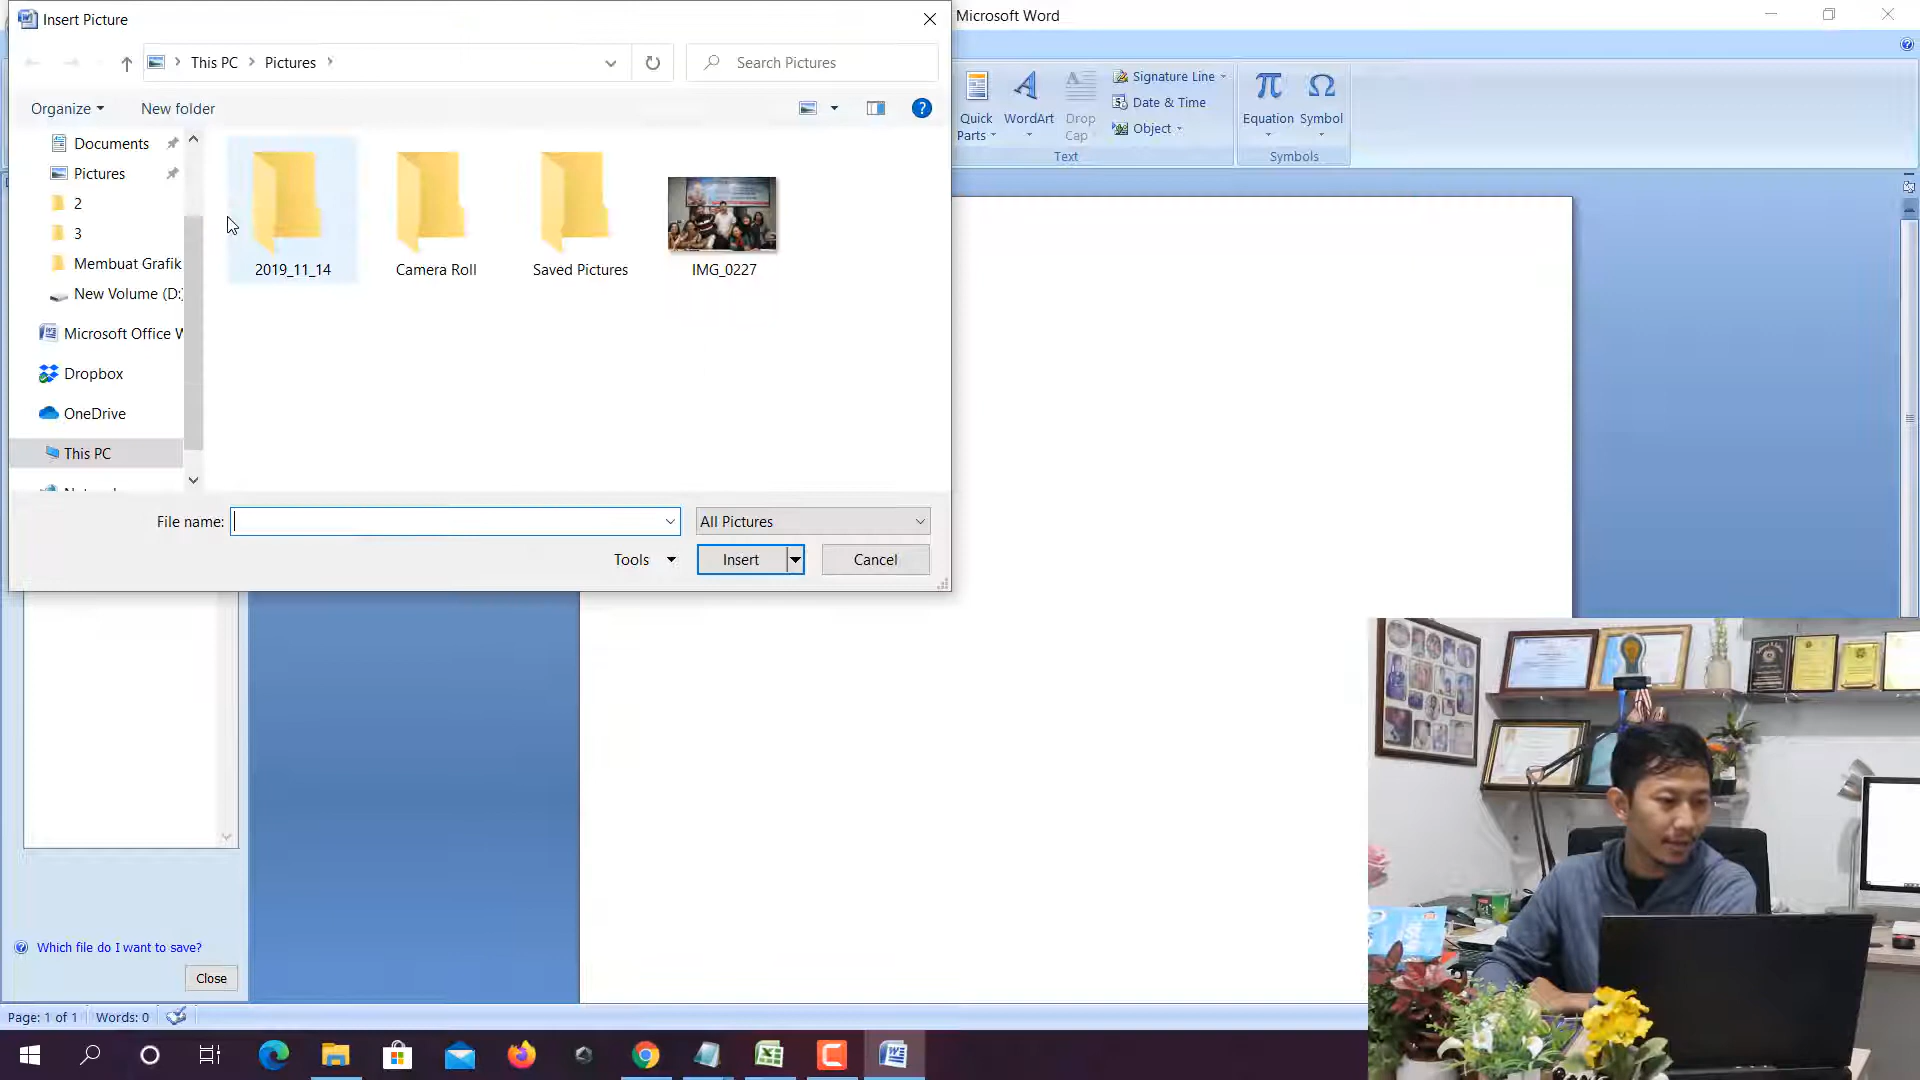 Insert Picture
Microsoft Word
This PC
Pictures
Search Pictures
Organize
New folder
Documents
Pictures
2
3
Membuat Grafik
New Volume (D:)
Microsoft Office W
Dropbox
OneDrive
This PC
2019_11_14
Camera Roll
Saved Pictures
IMG_0227
File name:
All Pictures
Tools
Insert
Cancel
Quick Parts
WordArt
Drop Cap
Signature Line
Date & Time
Object
Text
Equation
Symbol
Symbols
Which file do I want to save?
Close
Page: 1 of 1
Words: 0